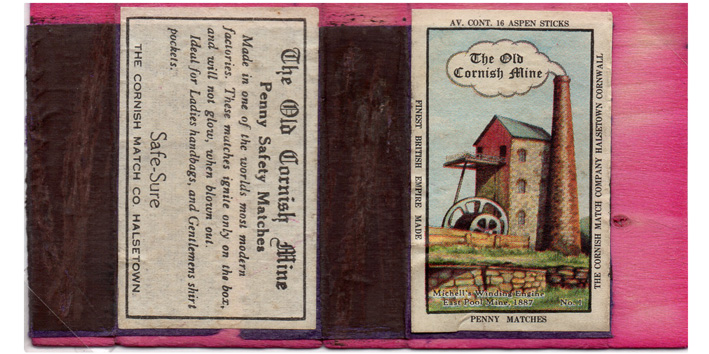 The Old Cornish Mine
Penny Safety Matches
Made in one of the worlds most modern
factories. These matches ignite only on the box,
and will not glow, when blown out.
Ideal for Ladies handbags, and Gentlemens shirt
pockets.
Safe-Sure
THE CORNISH MATCH CO HALSETOWN
AV. CONT. 16 ASPEN STICKS
The Old
Cornish Mine
FINEST BRITISH EMPIRE MADE
THE CORNISH MATCH COMPANY HALSETOWN CORNWALL
Michell's Winding Engine
East Pool Mine, 1887 No. 1
PENNY MATCHES